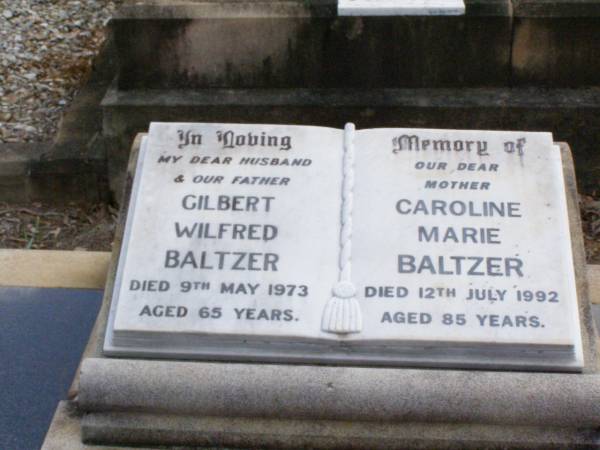 In Loving Memory of
MY DEAR HUSBAND
& OUR FATHER
GILBERT
WILFRED
BALTZER
DIED 9TH MAY 1973
AGED 65 YEARS.
OUR DEAR
MOTHER
CAROLINE
MARIE
BALTZER
DIED 12TH JULY 1992
AGED 85 YEARS.